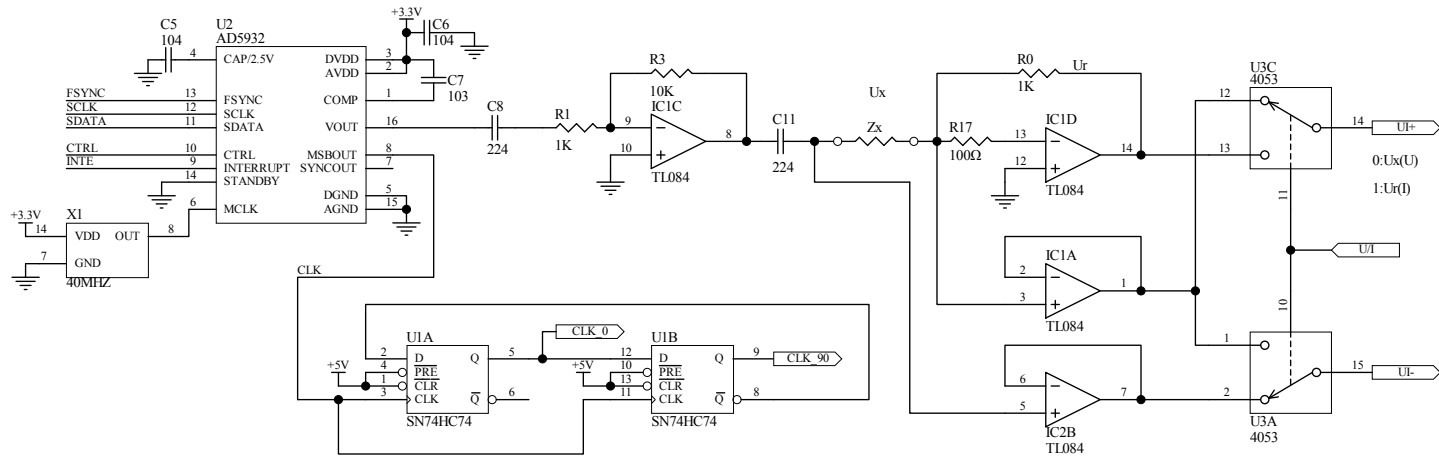 +3.3V
C5
104
U2
AD5932
C6
104
4
CAP/2.5V
DVDD
3
AVDD
2
C7
103
COMP
1
FSYNC
13
FSYNC
SCLK
12
SCLK
SDATA
11
SDATA
VOUT
16
CTRL
10
CTRL
MSBOUT
8
INTE
9
INTERRUPT
SYNCOUT
7
14
STANDBY
DGND
5
AGND
15
6
MCLK
+3.3V
X1
14
VDD
OUT
8
7
GND
40MHZ
C8
224
R1
1K
R3
10K
IC1C
9
10
8
TL084
C11
224
Ux
Zx
R0
1K
Ur
R17
100Ω
13
12
IC1D
14
TL084
IC1A
2
3
1
TL084
6
5
7
IC2B
TL084
U3C
4053
12
13
14
UI+
0:Ux(U)
1:Ur(I)
11
U/I
10
1
2
15
UI-
U3A
4053
CLK
U1A
2
D
Q
5
+5V
4
PRE
1
CLR
3
CLK
Q
6
SN74HC74
CLK_0
U1B
12
D
Q
9
CLK_90
+5V
10
PRE
13
CLR
11
CLK
Q
8
SN74HC74